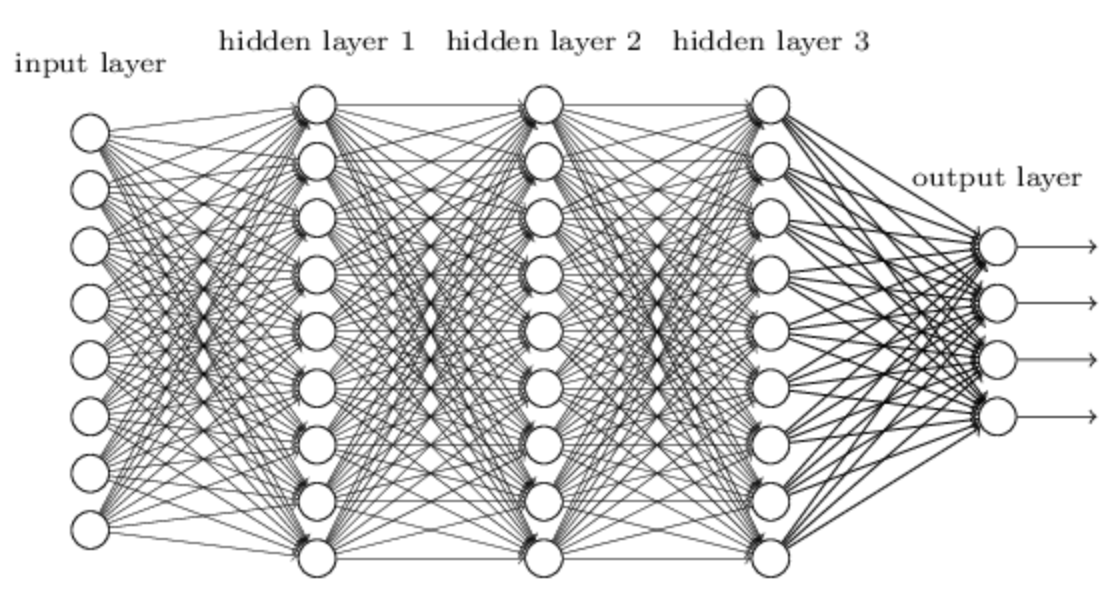 input layer
hidden layer 1
hidden layer 2
hidden layer 3
output layer